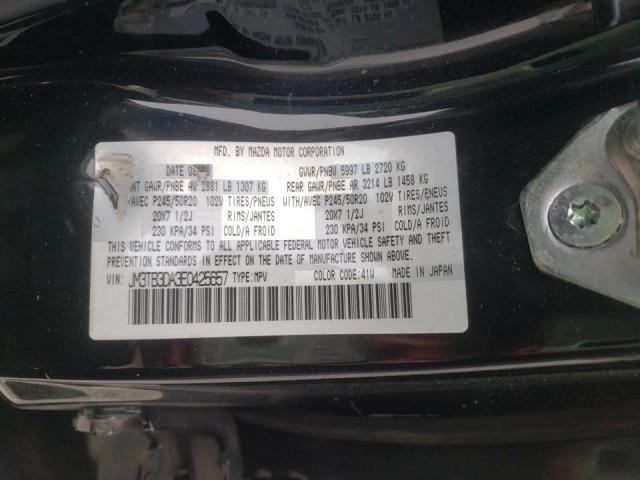 MFD. BY MAZDA MOTOR CORPORATION
DATE GVWR/PNBV 5997 LB 2720 KG
GAWR/PNBE AV 2881 LB 1307 KG REAR GAWR/PNBE AR 3214 LB 1458 KG
/AVEC P245/50R20 102V TIRES/PNEUS WITH/AVEC P245/50R20 102V TIRES/PNEUS
20X7 1/2J RIMS/JANTES 20X7 1/2J RIMS/JANTES
230 KPA/34 PSI COLD/A FROID 230 KPA/34 PSI COLD/A FROID
THIS VEHICLE CONFORMS TO ALL APPLICABLE FEDERAL MOTOR VEHICLE SAFETY AND THEFT
PREVENTION STANDARDS IN EFFECT ON THE DATE OF MANUFACTURE SHOWN ABOVE.
VIN: JM3TB3DA3E0425657 TYPE: MPV COLOR CODE: 41W MADE IN JAPAN